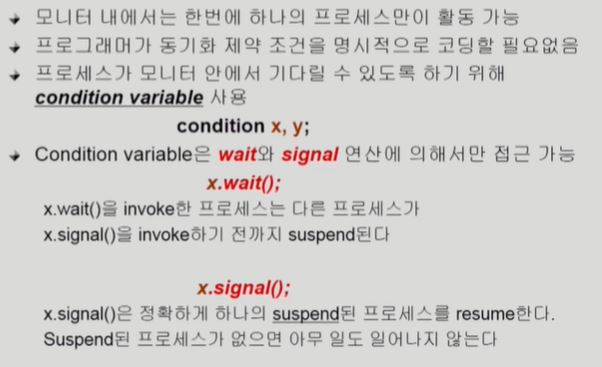 모니터 내에서는 한번에 하나의 프로세스만이 활동 가능
프로그래머가 동기화 제약 조건을 명시적으로 코딩할 필요없음
프로세스가 모니터 안에서 기다릴 수 있도록 하기 위해
condition variable 사용
condition x, y;
Condition variable은 wait와 signal 연산에 의해서만 접근 가능
x.wait();
x.wait()을 invoke한 프로세스는 다른 프로세스가
x.signal()을 invoke하기 전까지 suspend된다
x.signal();
x.signal()은 정확하게 하나의 suspend된 프로세스를 resume한다.
Suspend된 프로세스가 없으면 아무 일도 일어나지 않는다